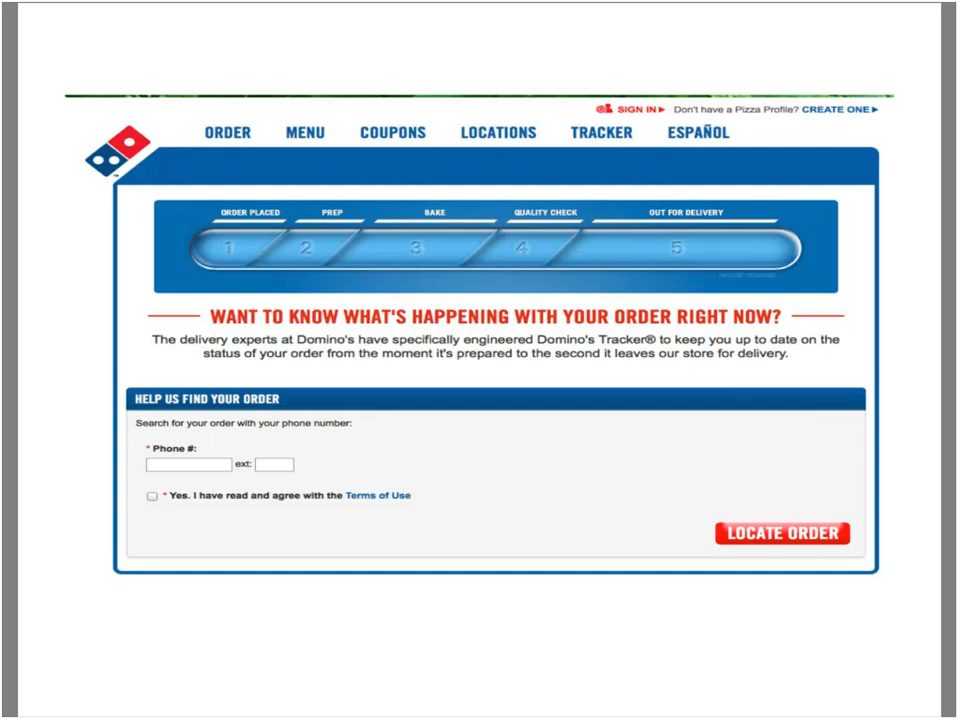 SIGN IN Don't have a Pizza Profile? CREATE ONE
ORDER MENU COUPONS LOCATIONS TRACKER ESPAÑOL
ORDER PLACED PREP BAKE QUALITY CHECK OUT FOR DELIVERY
1 2 3 4 5
WANT TO KNOW WHAT'S HAPPENING WITH YOUR ORDER RIGHT NOW?
The delivery experts at Domino's have specifically engineered Domino's Tracker® to keep you up to date on the
status of your order from the moment it's prepared to the second it leaves our store for delivery.
HELP US FIND YOUR ORDER
Search for your order with your phone number:
* Phone #:
ext:
* Yes. I have read and agree with the Terms of Use
LOCATE ORDER